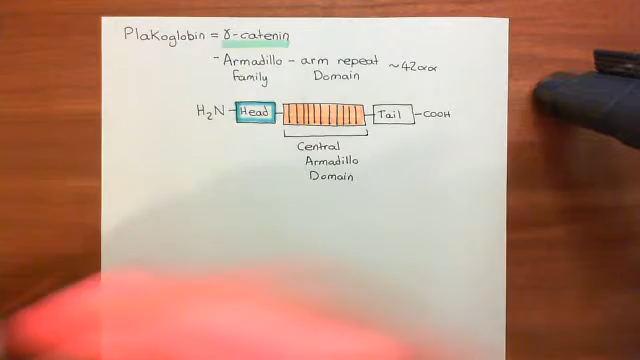 Plakoglobin = γ-catenin
- Armadillo Family - arm repeat Domain ~42aa
H₂N - Head - Tail - COOH
Central
Armadillo
Domain